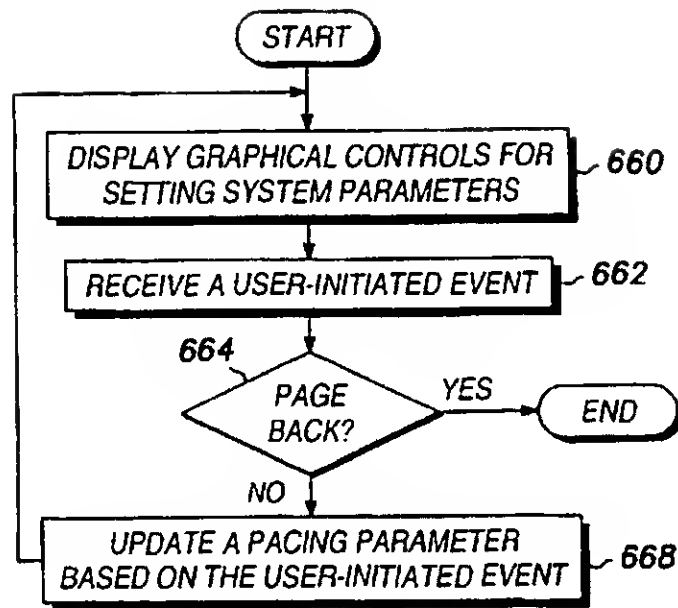 START
DISPLAY GRAPHICAL CONTROLS FOR
SETTING SYSTEM PARAMETERS
660
RECEIVE A USER-INITIATED EVENT
662
664
PAGE
BACK?
YES
END
NO
UPDATE A PACING PARAMETER
BASED ON THE USER-INITIATED EVENT
668